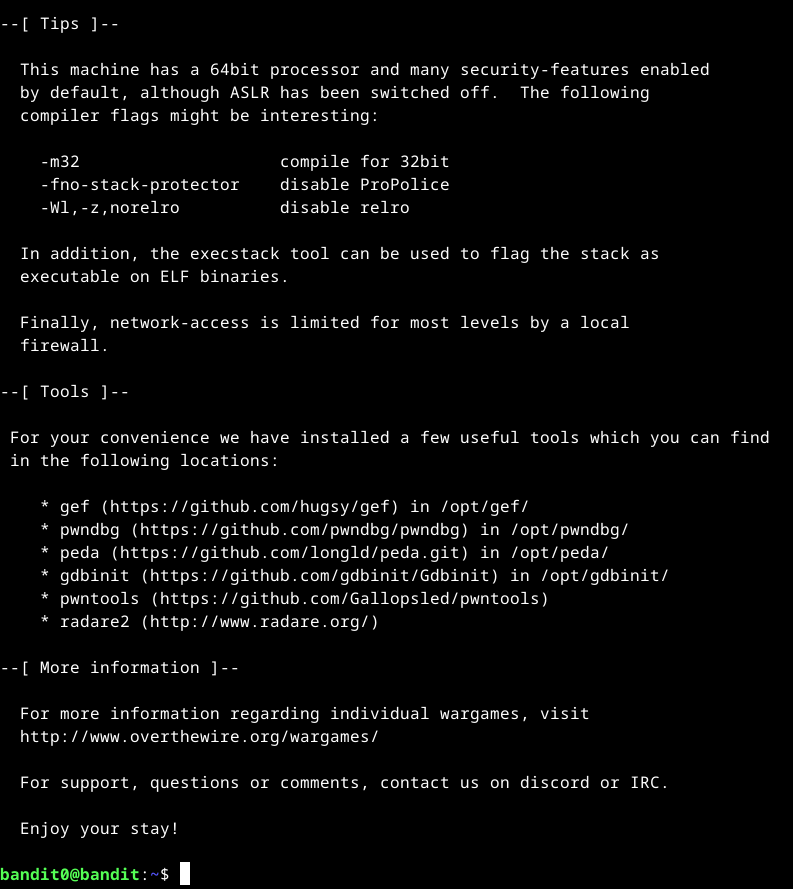 --[ Tips ]--
This machine has a 64bit processor and many security-features enabled
by default, although ASLR has been switched off.  The following
compiler flags might be interesting:
-m32                    compile for 32bit
-fno-stack-protector    disable ProPolice
-Wl,-z,norelro          disable relro
In addition, the execstack tool can be used to flag the stack as
executable on ELF binaries.
Finally, network-access is limited for most levels by a local
firewall.
--[ Tools ]--
For your convenience we have installed a few useful tools which you can find
in the following locations:
* gef (https://github.com/hugsy/gef) in /opt/gef/
* pwndbg (https://github.com/pwndbg/pwndbg) in /opt/pwndbg/
* peda (https://github.com/longld/peda.git) in /opt/peda/
* gdbinit (https://github.com/gdbinit/Gdbinit) in /opt/gdbinit/
* pwntools (https://github.com/Gallopsled/pwntools)
* radare2 (http://www.radare.org/)
--[ More information ]--
For more information regarding individual wargames, visit
http://www.overthewire.org/wargames/
For support, questions or comments, contact us on discord or IRC.
Enjoy your stay!
bandit0@bandit:~$